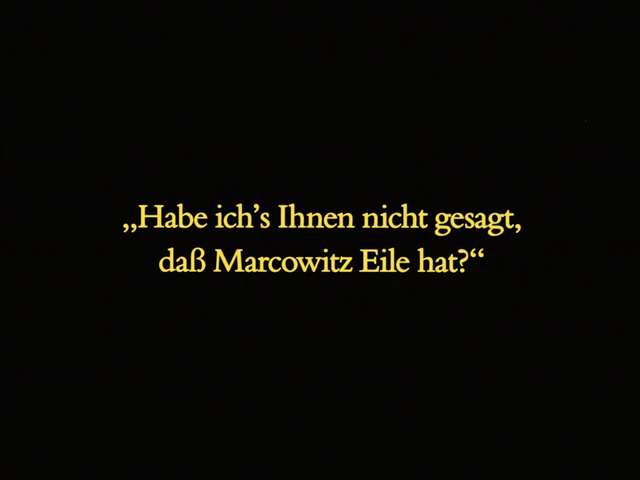 „Habe ich’s Ihnen nicht gesagt,
daß Marcowitz Eile hat?“